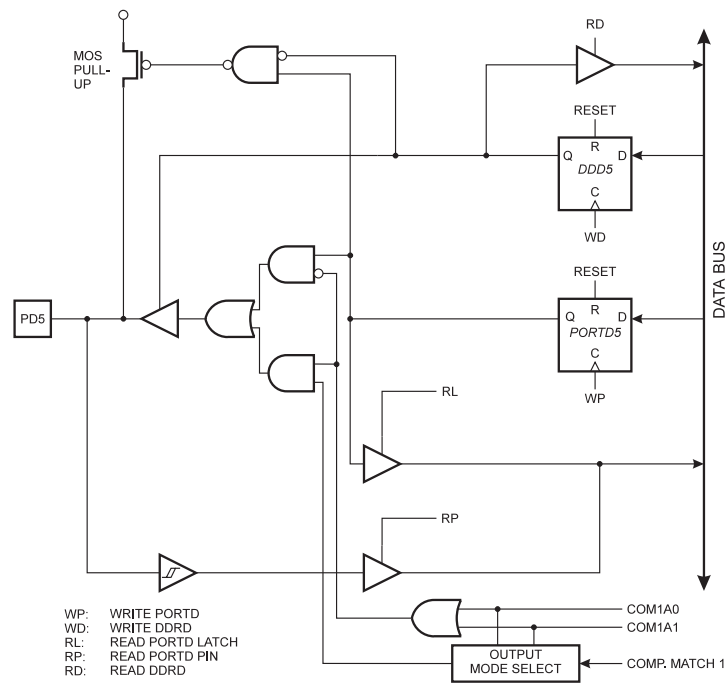 MOS
PULL-
UP
RD
RESET
R
Q
D
DDD5
C
WD
DATA BUS
RESET
R
PD5
Q
D
PORTD5
C
WP
RL
RP
WP: WRITE PORTD
WD: WRITE DDRD
RL: READ PORTD LATCH
RP: READ PORTD PIN
RD: READ DDRD
COM1A0
COM1A1
OUTPUT
MODE SELECT
COMP. MATCH 1